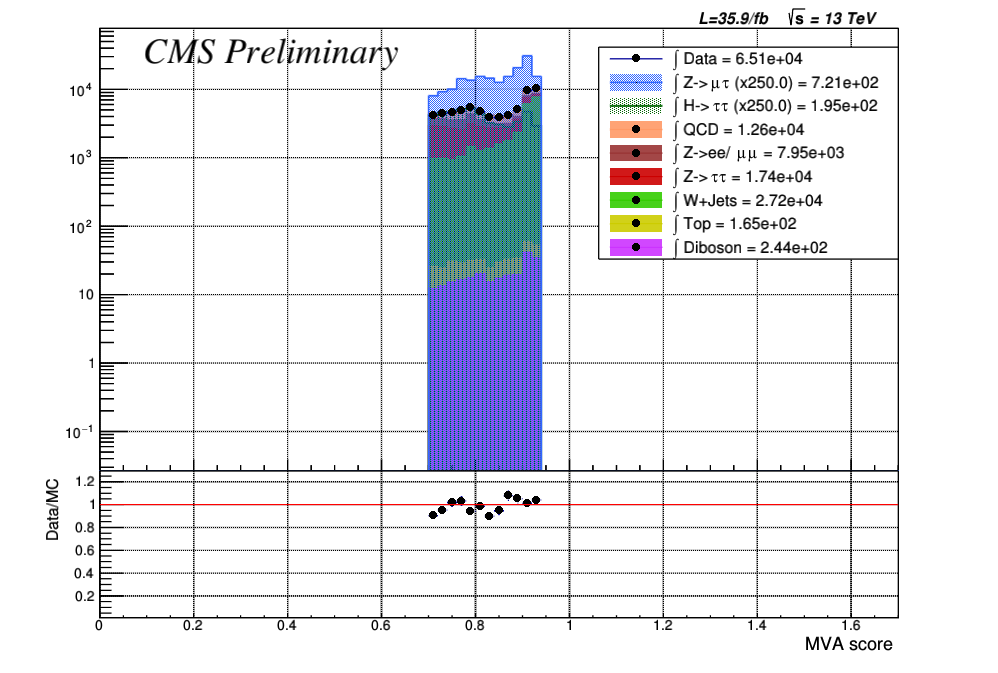 L=35.9/fb √s = 13 TeV
CMS Preliminary
∫ Data = 6.51e+04
∫ Z-> μτ (x250.0) = 7.21e+02
∫ H-> ττ (x250.0) = 1.95e+02
∫ QCD = 1.26e+04
∫ Z->ee/ μμ = 7.95e+03
∫ Z-> ττ = 1.74e+04
∫ W+Jets = 2.72e+04
∫ Top = 1.65e+02
∫ Diboson = 2.44e+02
10⁴
10³
10²
10
1
10⁻¹
Data/MC
1.2
1
0.8
0.6
0.4
0.2
0 0.2 0.4 0.6 0.8 1 1.2 1.4 1.6
MVA score